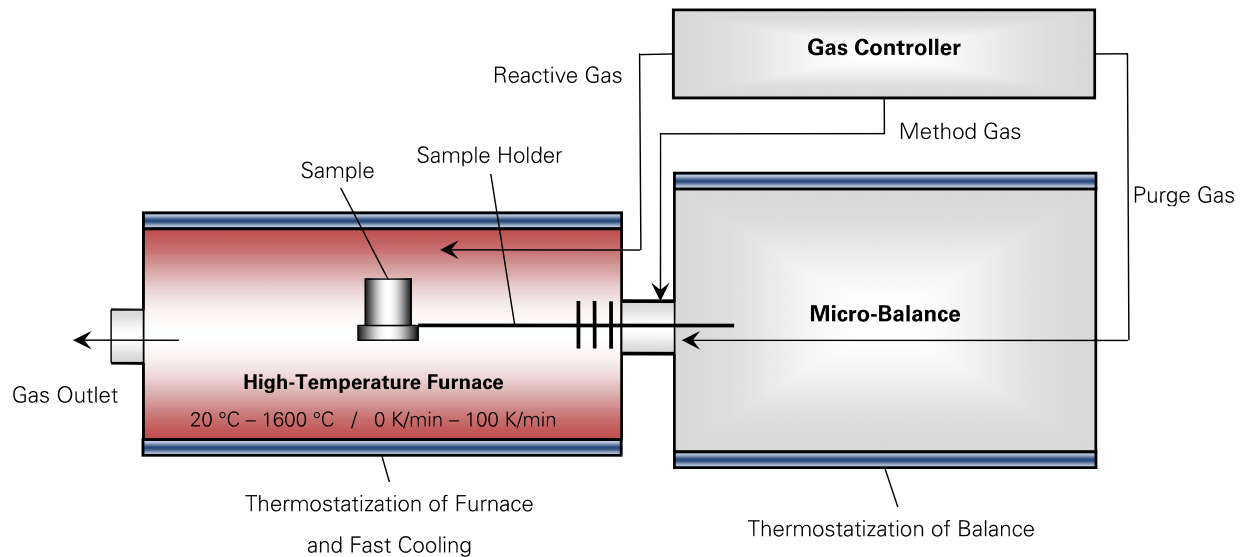 Gas Controller
Reactive Gas
Method Gas
Sample Holder
Sample
Purge Gas
Micro-Balance
High-Temperature Furnace
Gas Outlet
20 °C – 1600 °C / 0 K/min – 100 K/min
Thermostatization of Furnace
and Fast Cooling
Thermostatization of Balance